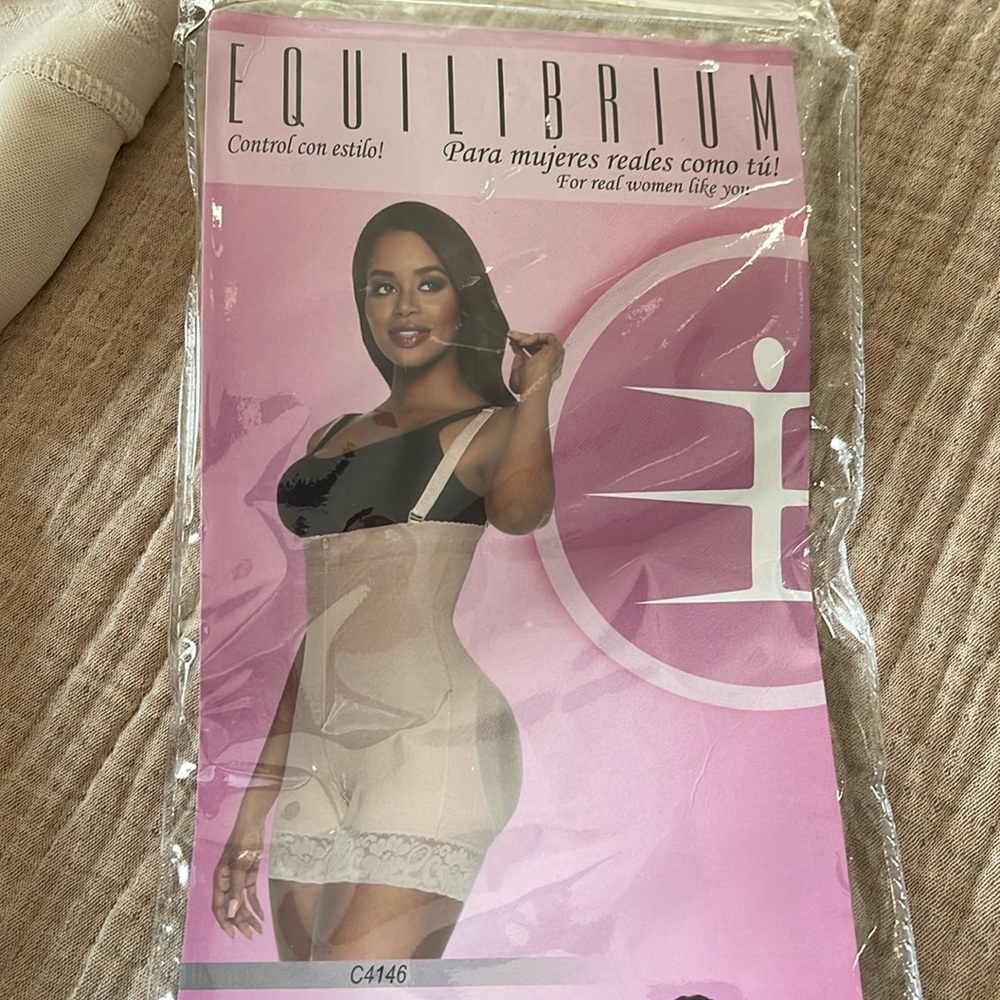 EQUILIBRIUM
Control con estilo!
Para mujeres reales como tú!
For real women like you
C4146